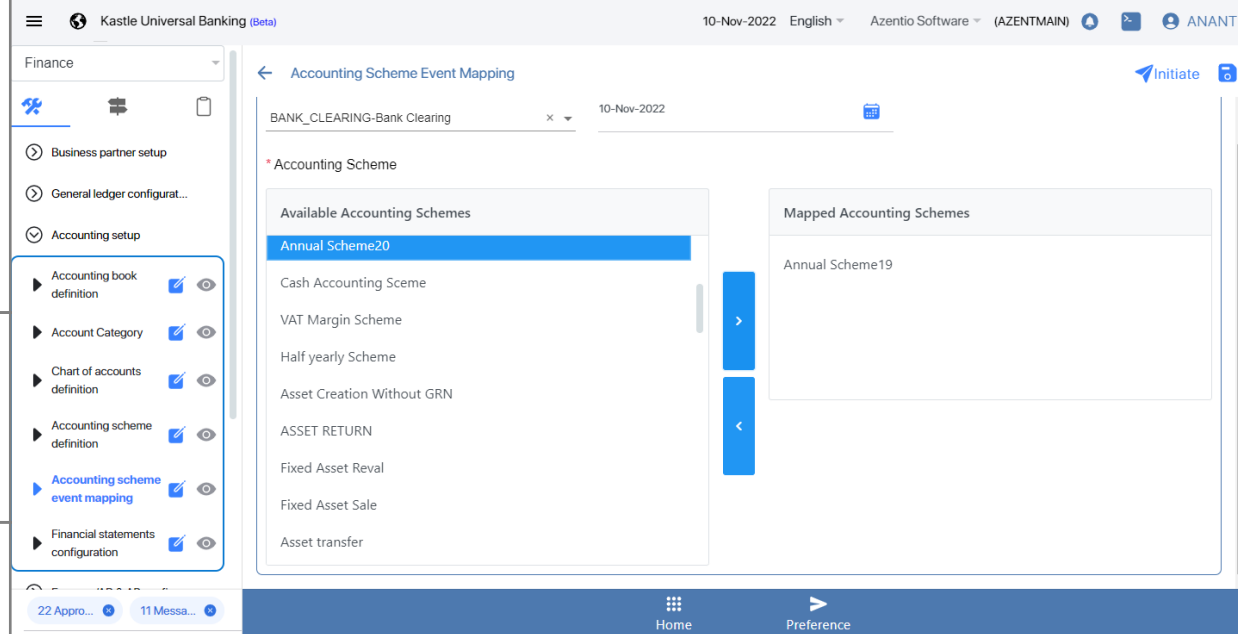 Kastle Universal Banking (Beta)
10-Nov-2022 English Azentio Software (AZENTMAIN) ANANT
Finance
Accounting Scheme Event Mapping
Initiate
BANK_CLEARING-Bank Clearing
10-Nov-2022
* Accounting Scheme
Business partner setup
General ledger configurat...
Accounting setup
Accounting book
definition
Account Category
Chart of accounts
definition
Accounting scheme
definition
Accounting scheme
event mapping
Financial statements
configuration
Available Accounting Schemes
Annual Scheme20
Cash Accounting Sceme
VAT Margin Scheme
Half yearly Scheme
Asset Creation Without GRN
ASSET RETURN
Fixed Asset Reval
Fixed Asset Sale
Asset transfer
Mapped Accounting Schemes
Annual Scheme19
22 Appro...
11 Messa...
Home
Preference